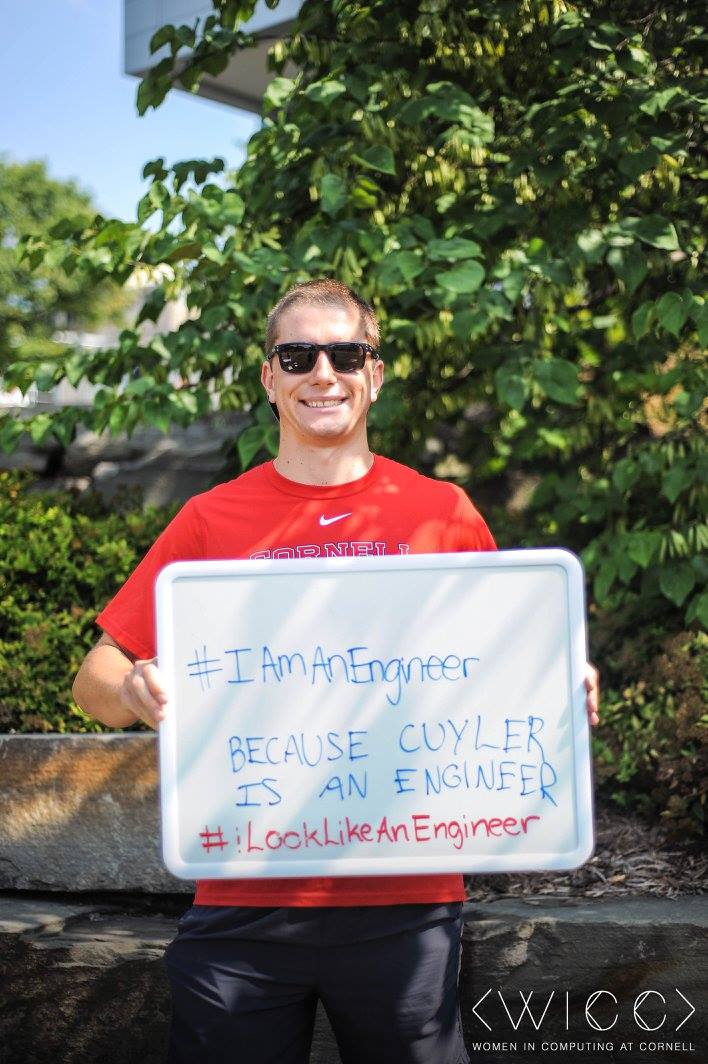 CORNELL
#IAmAnEngineer
BECAUSE CUYLER
IS AN ENGINEER
#iLookLikeAnEngineer
<WICC>
WOMEN IN COMPUTING AT CORNELL